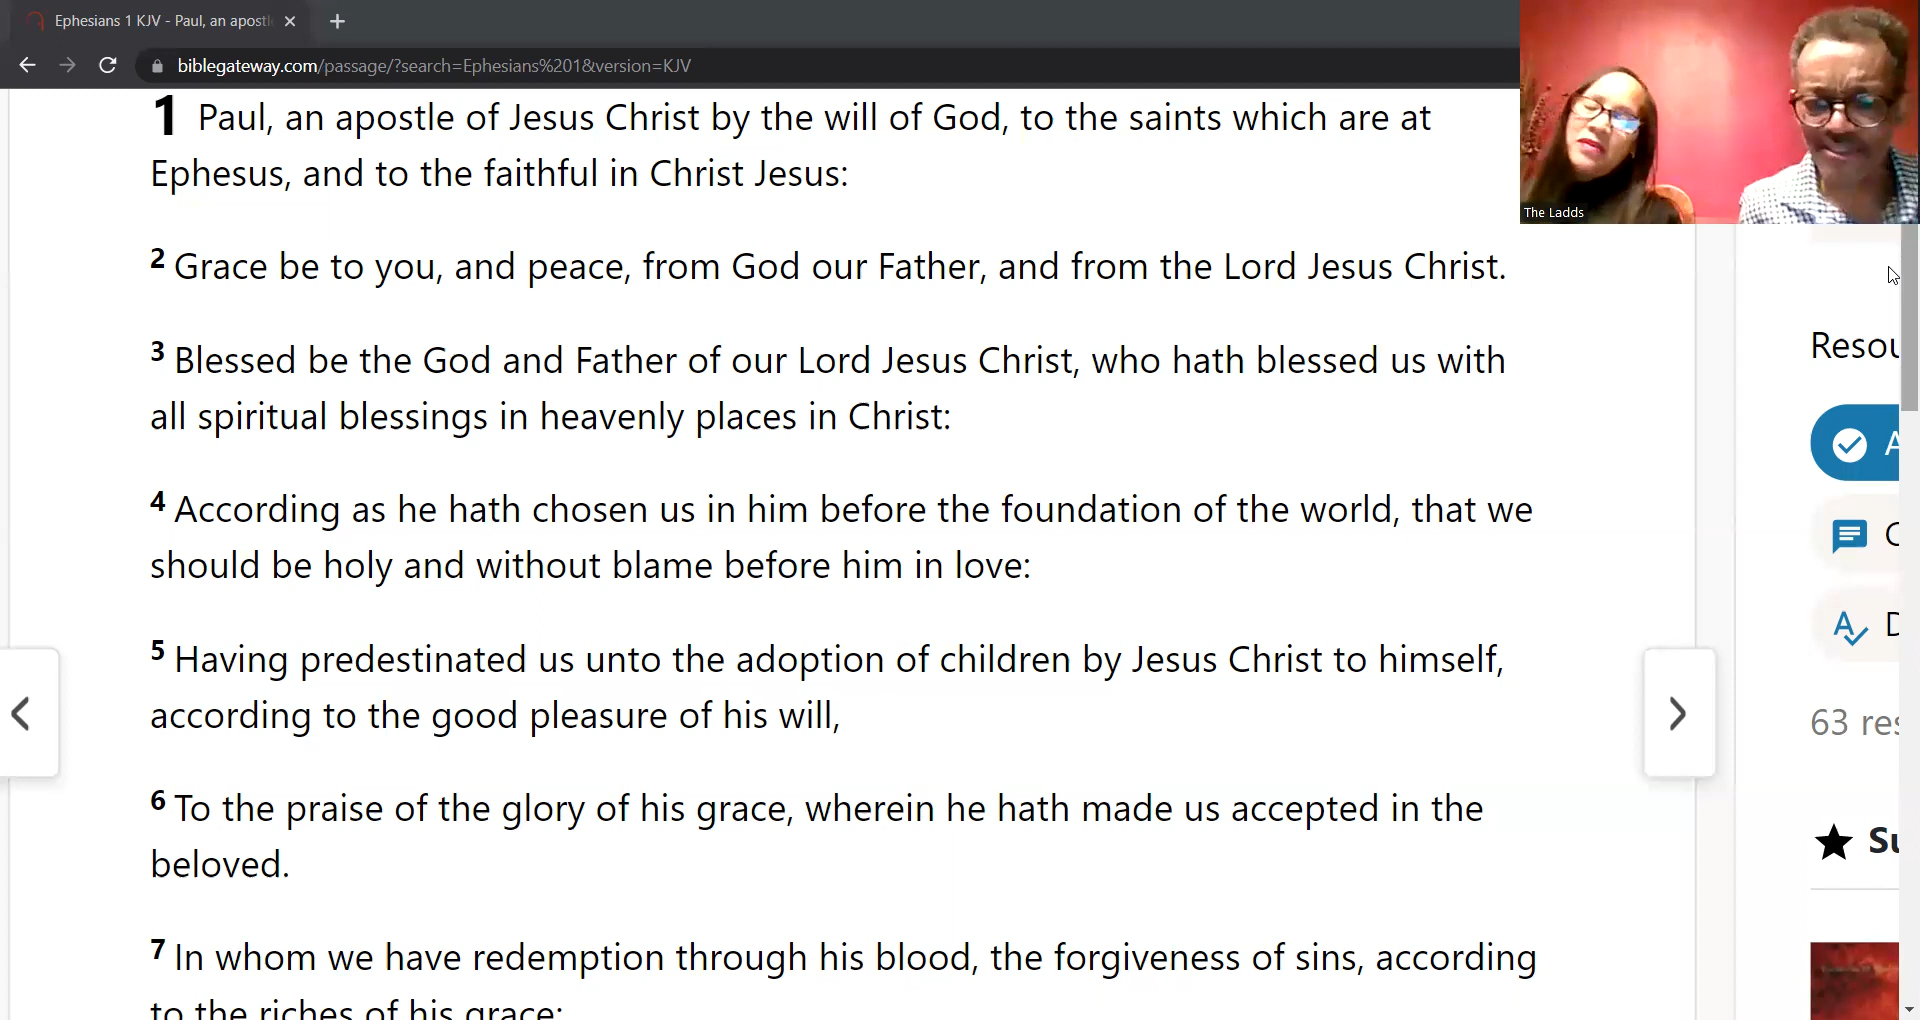 Ephesians 1 KJV - Paul, an apostl
biblegateway.com/passage/?search=Ephesians%201&version=KJV
The Ladds
1 Paul, an apostle of Jesus Christ by the will of God, to the saints which are at
Ephesus, and to the faithful in Christ Jesus:
2 Grace be to you, and peace, from God our Father, and from the Lord Jesus Christ.
3 Blessed be the God and Father of our Lord Jesus Christ, who hath blessed us with
all spiritual blessings in heavenly places in Christ:
4 According as he hath chosen us in him before the foundation of the world, that we
should be holy and without blame before him in love:
5 Having predestinated us unto the adoption of children by Jesus Christ to himself,
according to the good pleasure of his will,
6 To the praise of the glory of his grace, wherein he hath made us accepted in the
beloved.
7 In whom we have redemption through his blood, the forgiveness of sins, according
to the riches of his grace;
Resou
A
C
D
63 res
Su